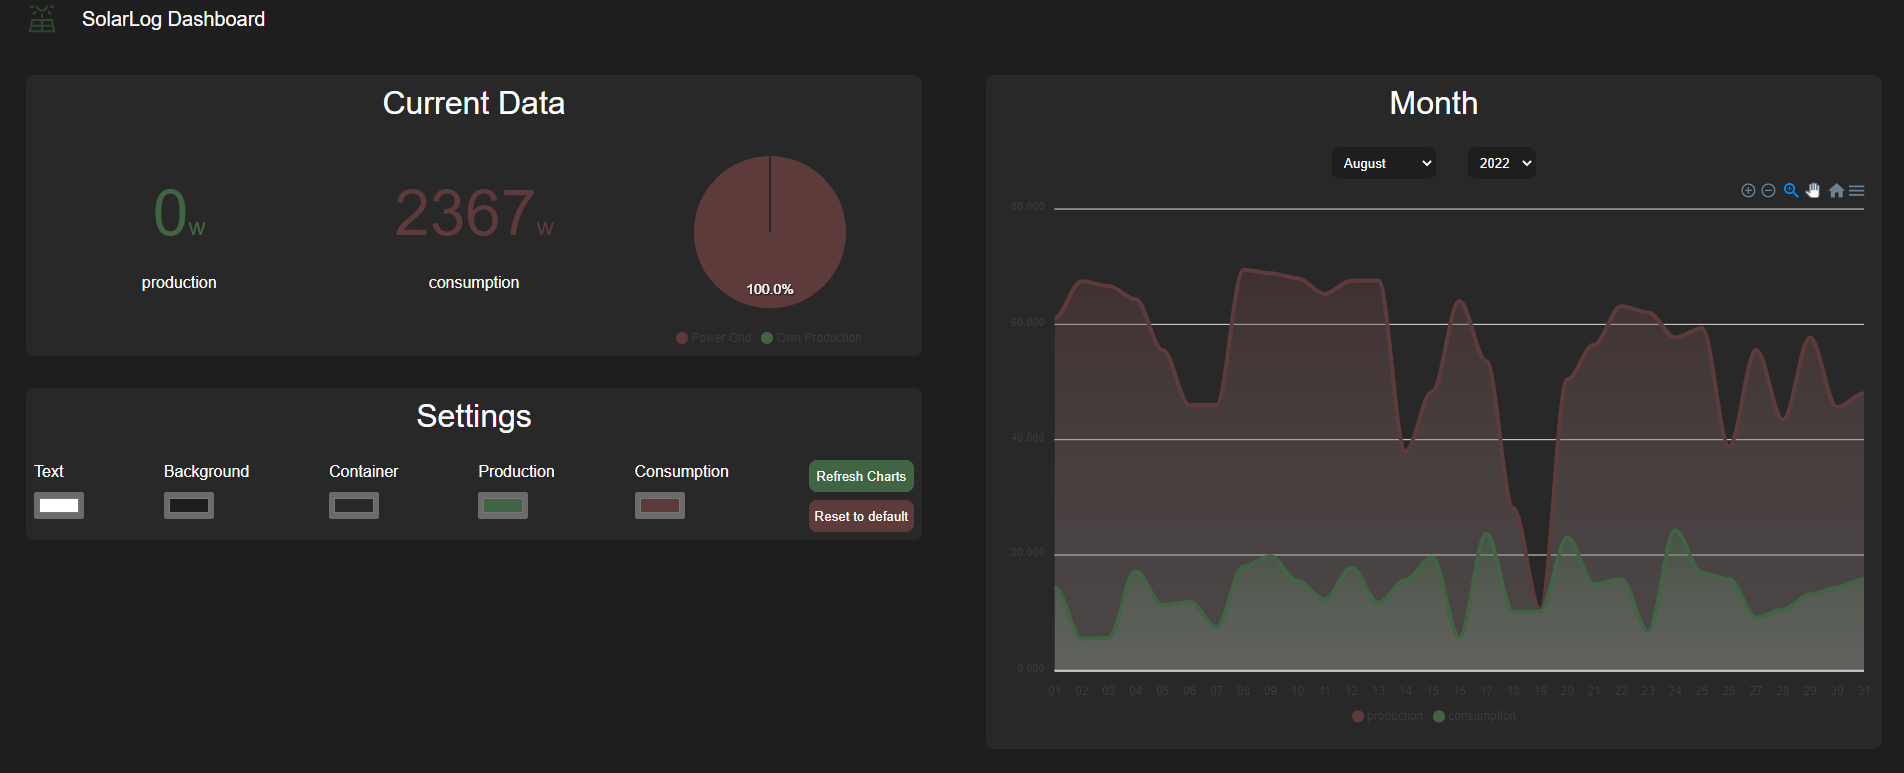 SolarLog Dashboard
Current Data
0w
production
2367w
consumption
100.0%
Power Grid Own Production
Settings
Text Background Container Production Consumption
Refresh Charts
Reset to default
Month
August 2022
80.000
60.000
40.000
20.000
0.000
01 02 03 04 05 06 07 08 09 10 11 12 13 14 15 16 17 18 19 20 21 22 23 24 25 26 27 28 29 30 31
production consumption